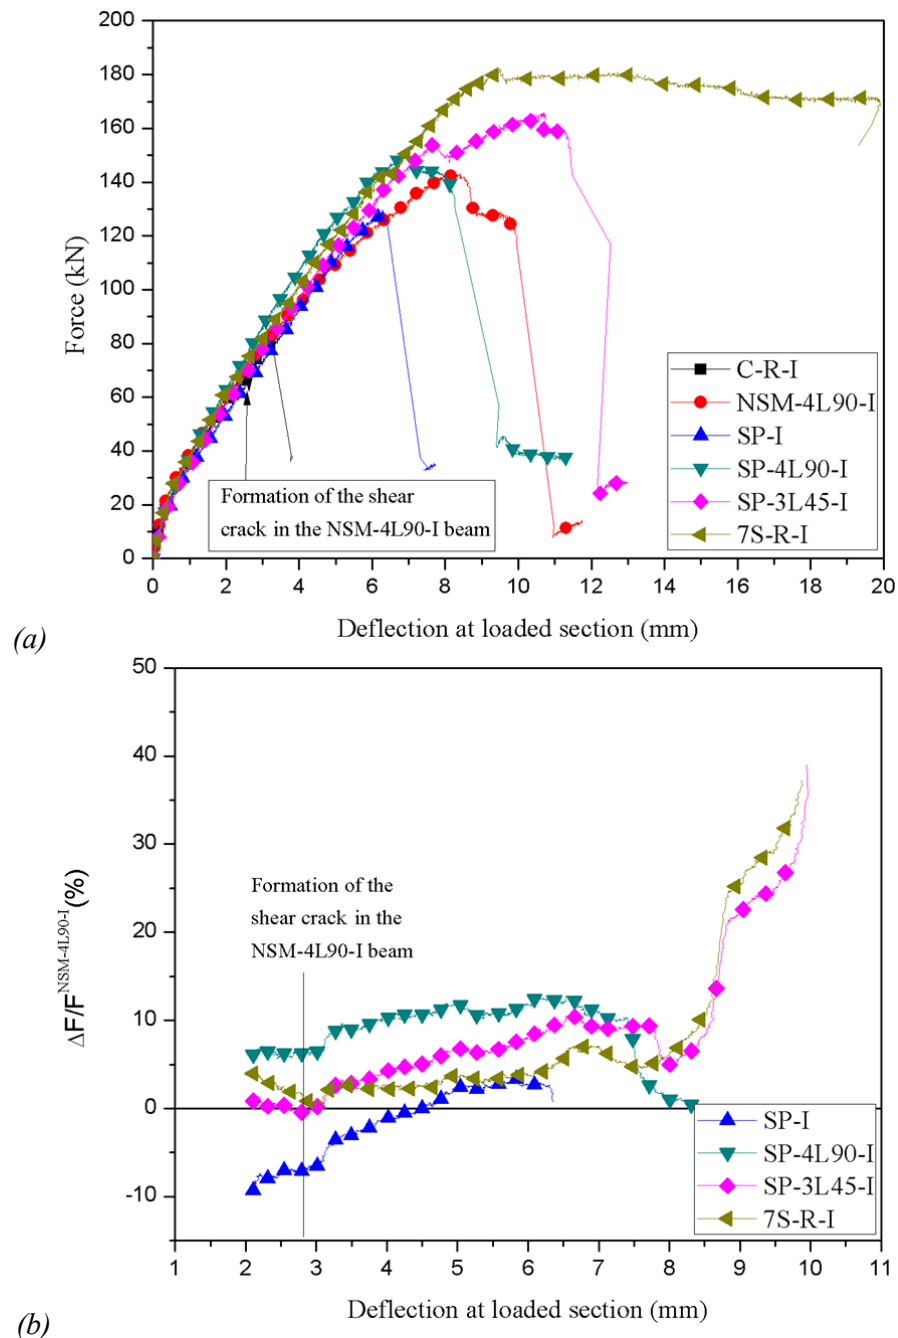 200
180
160
140
120
100
80
60
40
20
0
Force (kN)
C-R-I
NSM-4L90-I
SP-I
SP-4L90-I
SP-3L45-I
7S-R-I
Formation of the shear
crack in the NSM-4L90-I beam
0 2 4 6 8 10 12 14 16 18 20
Deflection at loaded section (mm)
(a)
50
40
30
20
10
0
-10
ΔF/F^NSM-4L90-I (%)
Formation of the
shear crack in the
NSM-4L90-I beam
SP-I
SP-4L90-I
SP-3L45-I
7S-R-I
1 2 3 4 5 6 7 8 9 10 11
Deflection at loaded section (mm)
(b)